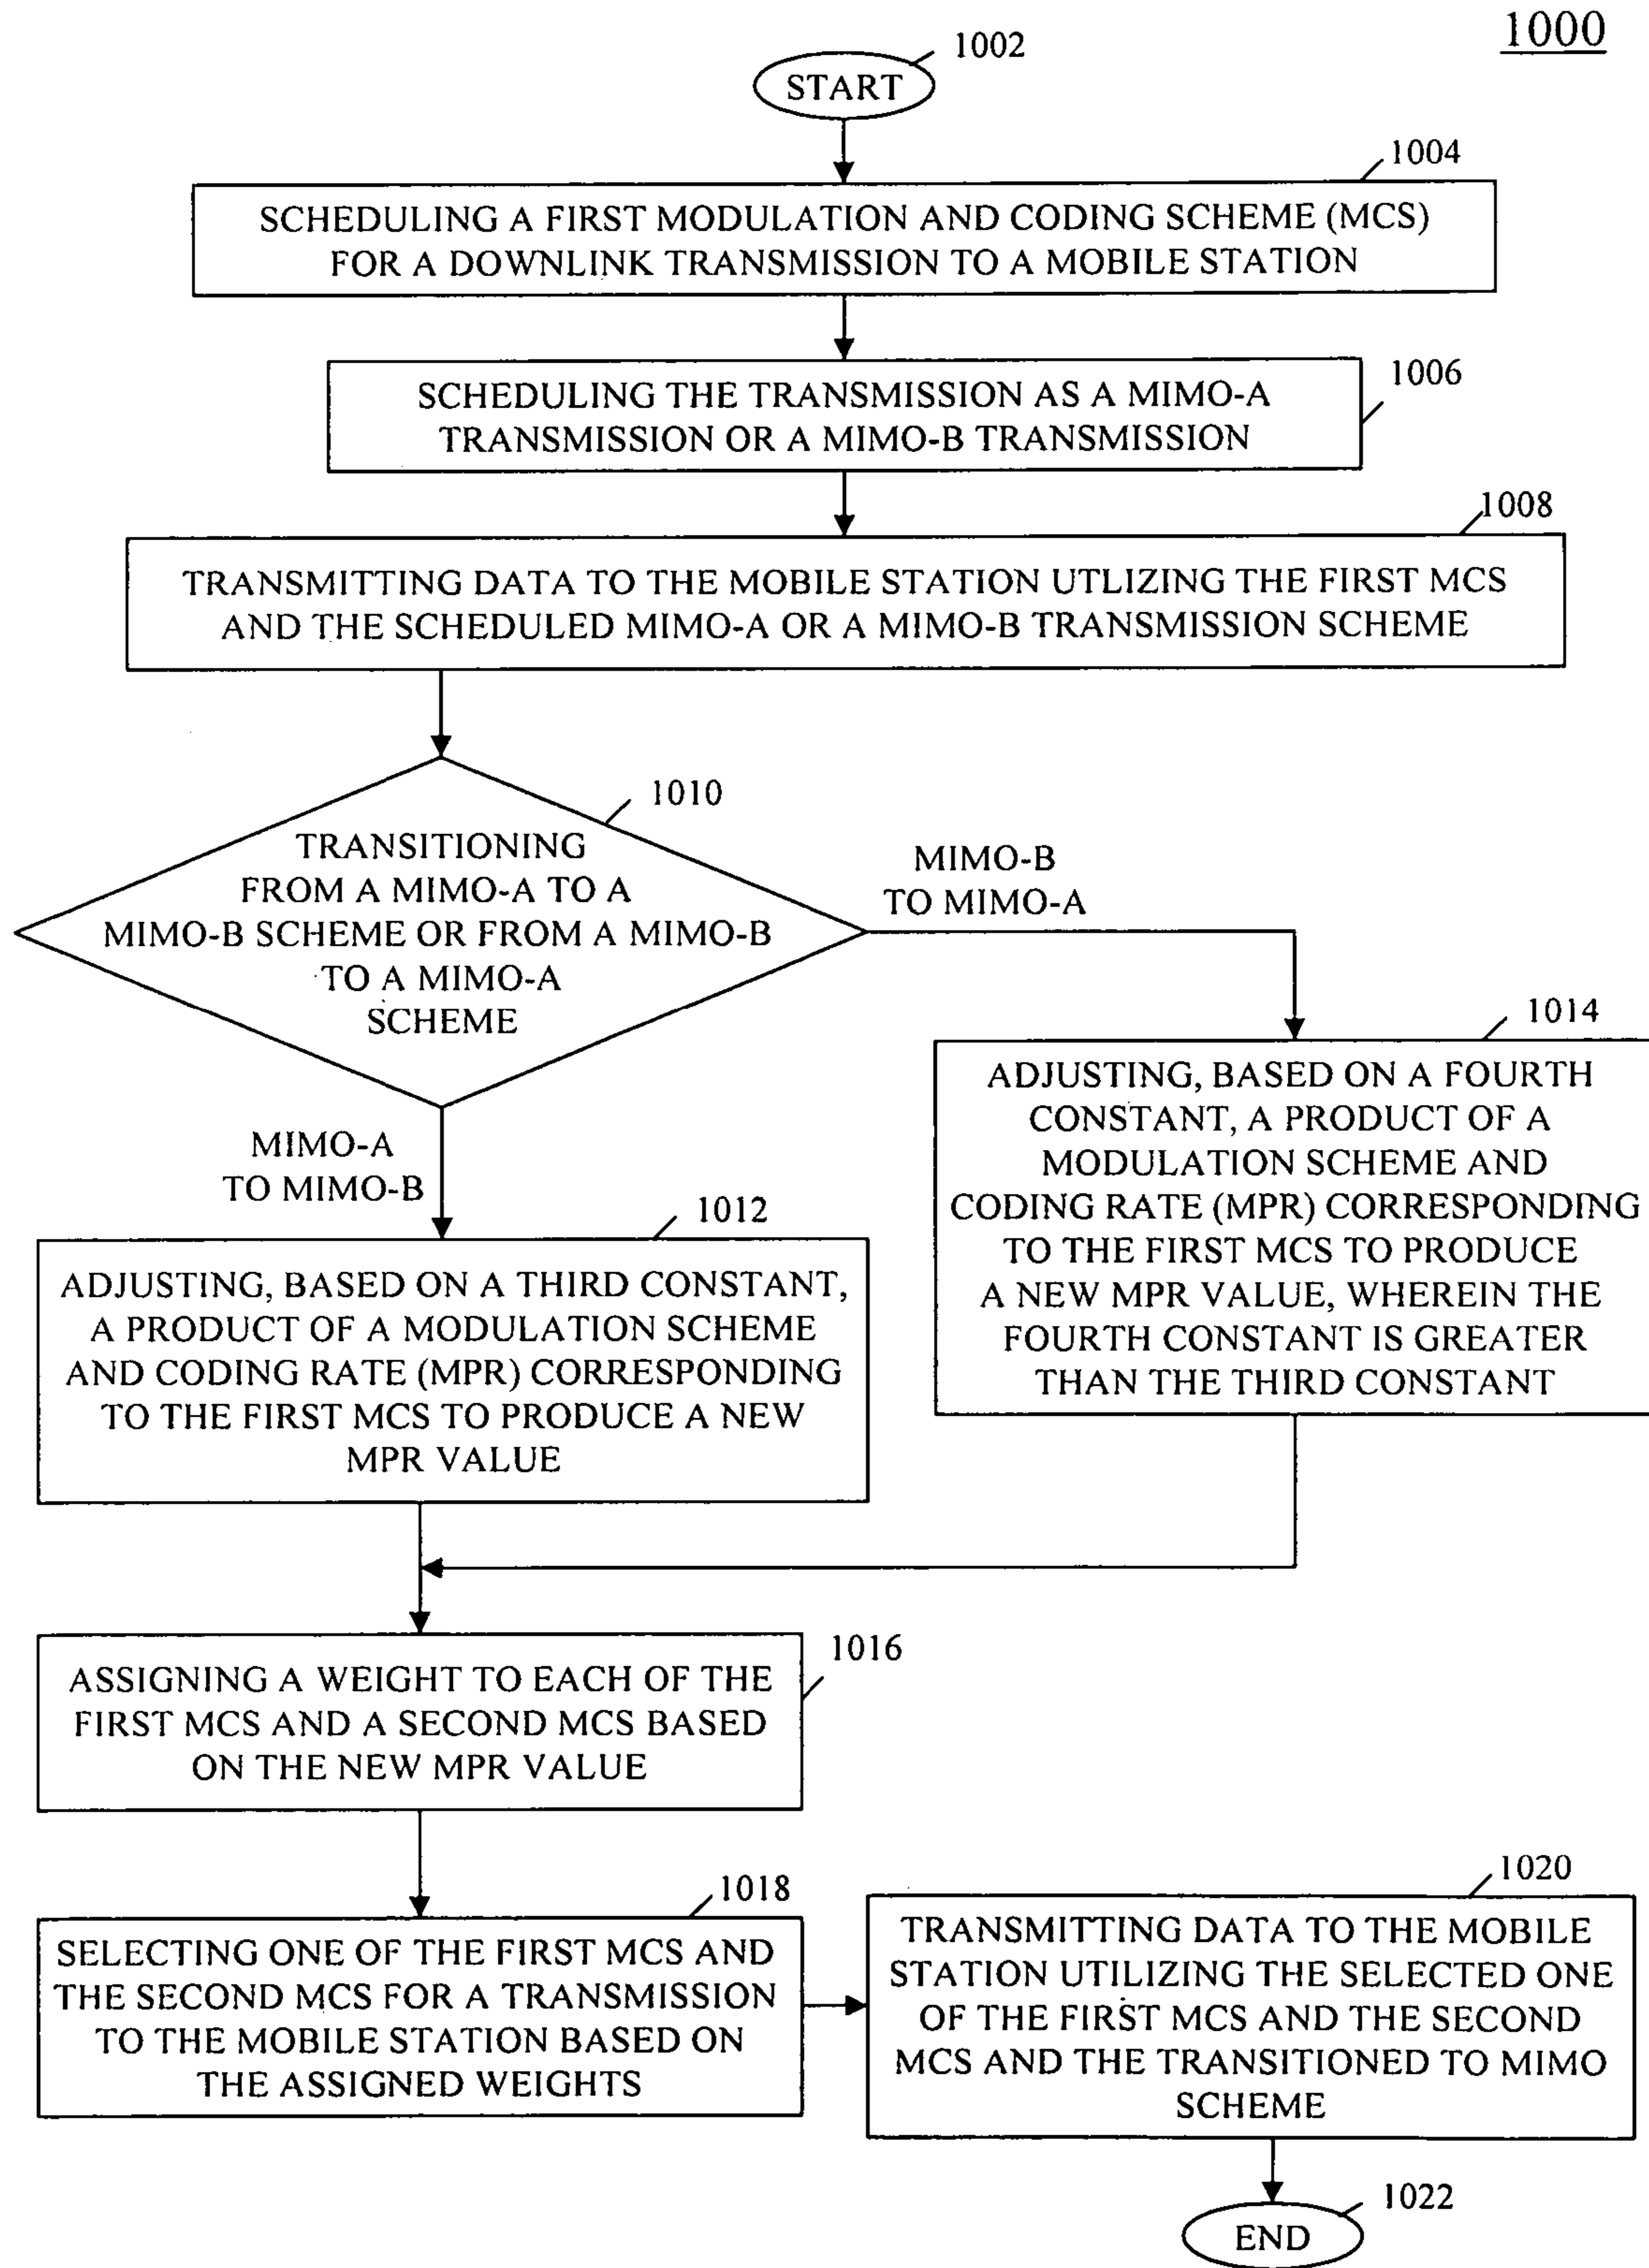 1000
1002
START
1004
SCHEDULING A FIRST MODULATION AND CODING SCHEME (MCS)
FOR A DOWNLINK TRANSMISSION TO A MOBILE STATION
1006
SCHEDULING THE TRANSMISSION AS A MIMO-A
TRANSMISSION OR A MIMO-B TRANSMISSION
1008
TRANSMITTING DATA TO THE MOBILE STATION UTLIZING THE FIRST MCS
AND THE SCHEDULED MIMO-A OR A MIMO-B TRANSMISSION SCHEME
1010
TRANSITIONING
FROM A MIMO-A TO A
MIMO-B SCHEME OR FROM A MIMO-B
TO A MIMO-A
SCHEME
MIMO-B
TO MIMO-A
MIMO-A
TO MIMO-B
1014
ADJUSTING, BASED ON A FOURTH
CONSTANT, A PRODUCT OF A
MODULATION SCHEME AND
CODING RATE (MPR) CORRESPONDING
TO THE FIRST MCS TO PRODUCE
A NEW MPR VALUE, WHEREIN THE
FOURTH CONSTANT IS GREATER
THAN THE THIRD CONSTANT
1012
ADJUSTING, BASED ON A THIRD CONSTANT,
A PRODUCT OF A MODULATION SCHEME
AND CODING RATE (MPR) CORRESPONDING
TO THE FIRST MCS TO PRODUCE A NEW
MPR VALUE
1016
ASSIGNING A WEIGHT TO EACH OF THE
FIRST MCS AND A SECOND MCS BASED
ON THE NEW MPR VALUE
1018
SELECTING ONE OF THE FIRST MCS AND
THE SECOND MCS FOR A TRANSMISSION
TO THE MOBILE STATION BASED ON
THE ASSIGNED WEIGHTS
1020
TRANSMITTING DATA TO THE MOBILE
STATION UTILIZING THE SELECTED ONE
OF THE FIRST MCS AND THE SECOND
MCS AND THE TRANSITIONED TO MIMO
SCHEME
1022
END